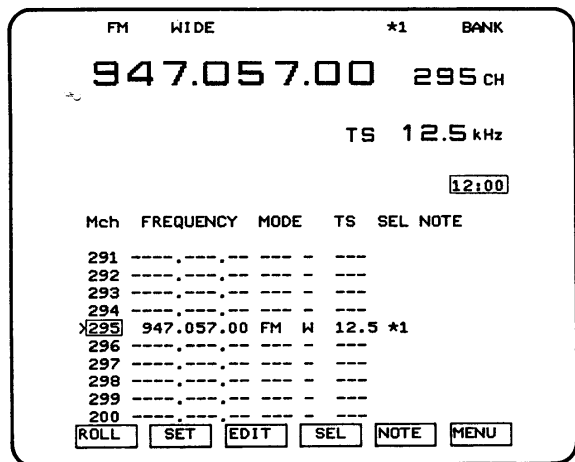 FM WIDE *1 BANK
947.057.00 295 CH
TS 12.5 kHz
12:00
Mch FREQUENCY MODE TS SEL NOTE
291 ----.---.-- --- - ---
292 ----.---.-- --- - ---
293 ----.---.-- --- - ---
294 ----.---.-- --- - ---
>295 947.057.00 FM W 12.5 *1
296 ----.---.-- --- - ---
297 ----.---.-- --- - ---
298 ----.---.-- --- - ---
299 ----.---.-- --- - ---
200 ----.---.-- --- - ---
ROLL SET EDIT SEL NOTE MENU